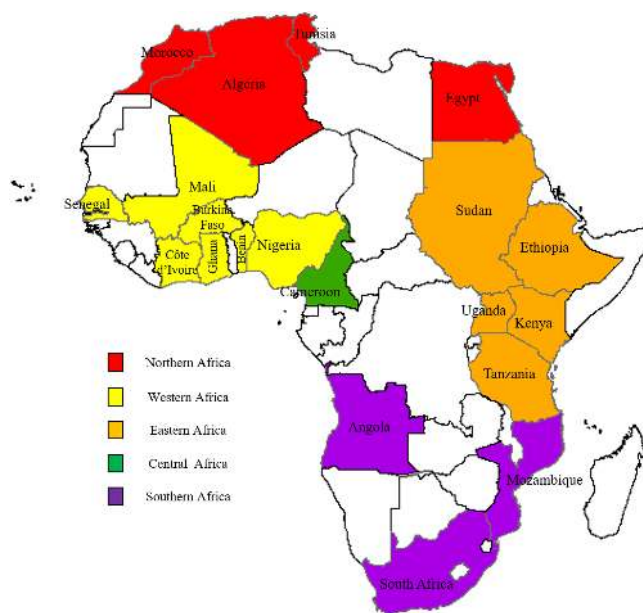 Tunisia
Morocco
Algeria
Egypt
Mali
Senegal
Burkina
Faso
Sudan
Nigeria
Ethiopia
Côte
d'Ivoire
Ghana
Benin
Cameroon
Uganda
Kenya
Tanzania
Northern Africa
Western Africa
Eastern Africa
Central Africa
Southern Africa
Angola
Mozambique
South Africa